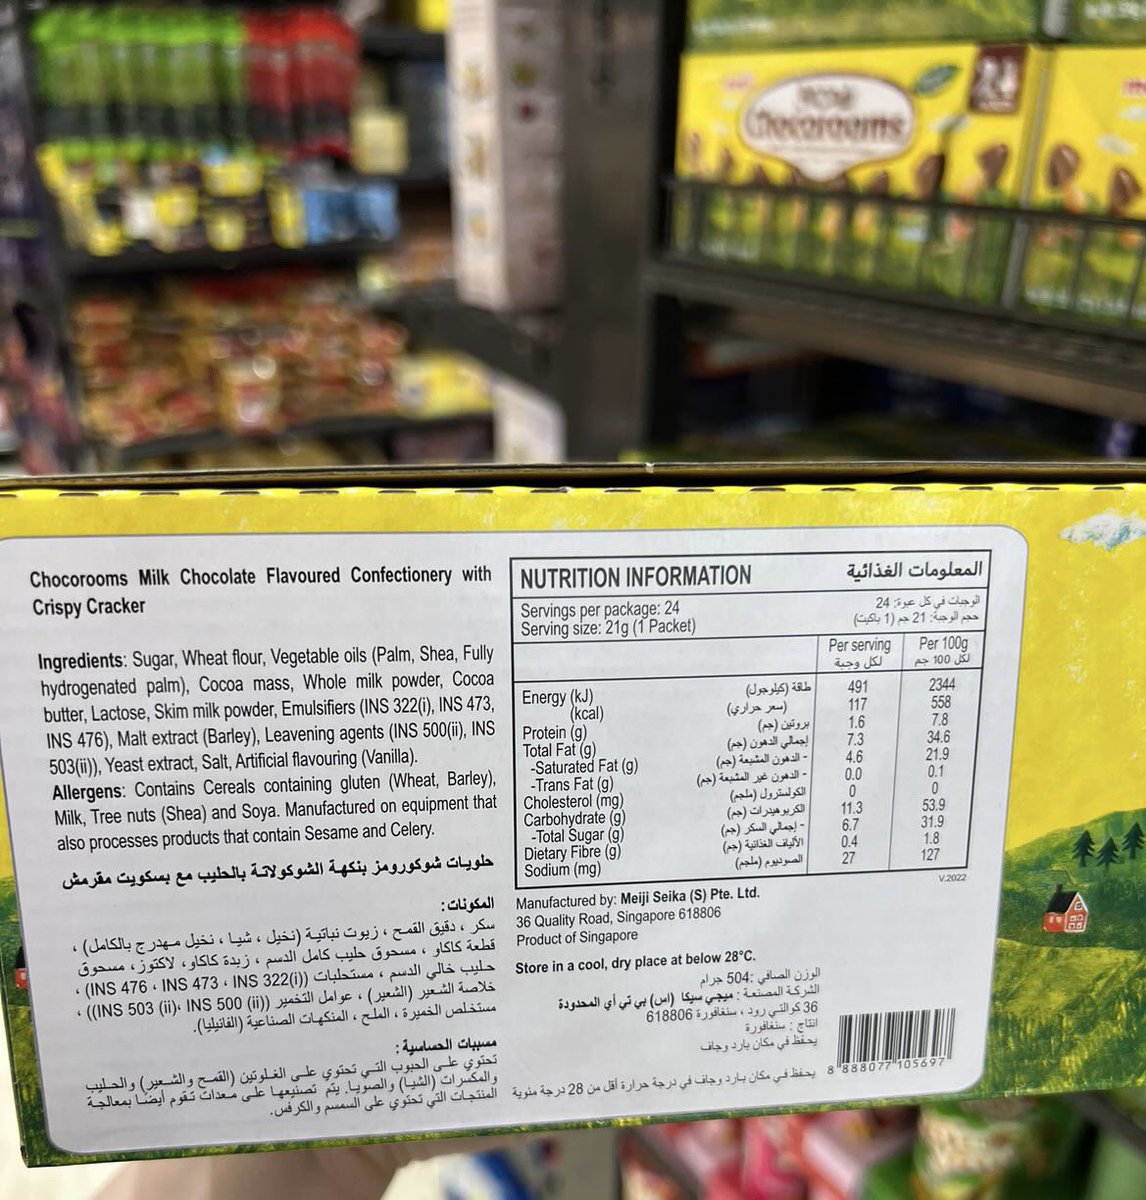 Chocorooms
24
Chocorooms Milk Chocolate Flavoured Confectionery with
Crispy Cracker
Ingredients: Sugar, Wheat flour, Vegetable oils (Palm, Shea, Fully
hydrogenated palm), Cocoa mass, Whole milk powder, Cocoa
butter, Lactose, Skim milk powder, Emulsifiers (INS 322(i), INS 473,
INS 476), Malt extract (Barley), Leavening agents (INS 500(ii), INS
503(ii)), Yeast extract, Salt, Artificial flavouring (Vanilla).
Allergens: Contains Cereals containing gluten (Wheat, Barley),
Milk, Tree nuts (Shea) and Soya. Manufactured on equipment that
also processes products that contain Sesame and Celery.
حلويات شوكورومز بنكهة الشوكولاتة بالحليب مع بسكويت مقرمش
المكونات:
سكر ، دقيق القمح ، زيوت نباتية (نخيل ، شيا ، نخيل مهدرج بالكامل) ،
قطعة كاكاو ، مسحوق حليب كامل الدسم ، زبدة كاكاو ، لاكتوز ، مسحوق
حليب خالي الدسم ، مستحلبات (INS 476 ، INS 473 ، INS 322(i)) ،
خلاصة الشعير (الشعير) ، عوامل التخمير (INS 503 (ii)، INS 500 (ii)) ،
مستخلص الخميرة ، الملح ، المنكهات الصناعية (الفانيليا).
مسببات الحساسية:
تحتوي على الحبوب التي تحتوي على الغلوتين (القمح والشعير) والحليب
والمكسرات (الشيا) والصويا. يتم تصنيعها على معدات تقوم أيضا بمعالجة
المنتجات التي تحتوي على السمسم والكرفس.
NUTRITION INFORMATION المعلومات الغذائية
Servings per package: 24 الوجبات في كل عبوة: 24
Serving size: 21g (1 Packet) حجم الوجبة: 21 جم (1 باكيت)
Per serving Per 100g
لكل وجبة لكل 100 جم
Energy (kJ) طاقة (كيلوجول) 491 2344
(kcal) (سعر حراري) 117 558
Protein (g) بروتين (جم) 1.6 7.8
Total Fat (g) إجمالي الدهون (جم) 7.3 34.6
-Saturated Fat (g) - الدهون المشبعة (جم) 4.6 21.9
-Trans Fat (g) - الدهون غير المشبعة (جم) 0.0 0.1
Cholesterol (mg) الكولسترول (ملجم) 0 0
Carbohydrate (g) الكربوهيدرات (جم) 11.3 53.9
-Total Sugar (g) - إجمالي السكر (جم) 6.7 31.9
Dietary Fibre (g) الألياف الغذائية (جم) 0.4 1.8
Sodium (mg) الصوديوم (ملجم) 27 127
V.2022
Manufactured by: Meiji Seika (S) Pte. Ltd.
36 Quality Road, Singapore 618806
Product of Singapore
Store in a cool, dry place at below 28°C.
الوزن الصافي: 504 جرام
الشركة المصنعة : ميجي سيكا (اس) بي تي أي المحدودة
36 كوالتي رود ، سنغافورة 618806
انتاج : سنغافورة
يحفظ في مكان بارد وجاف
يحفظ في مكان بارد وجاف في درجة حرارة أقل من 28 درجة مئوية
8 888077 105697